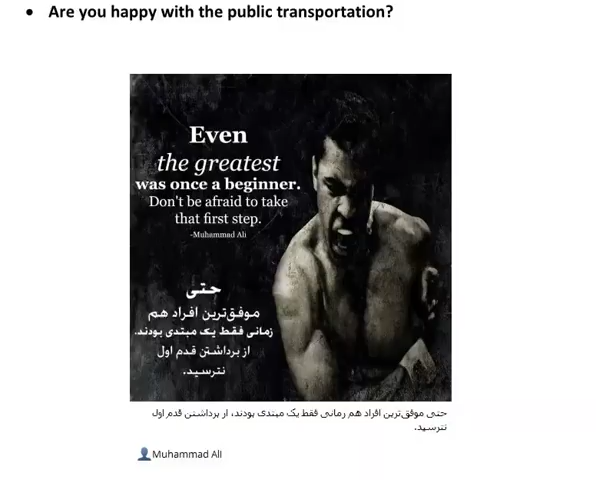 • Are you happy with the public transportation?
Even
the greatest
was once a beginner.
Don't be afraid to take
that first step.
-Muhammad Ali
حتی
موفق‌ترین افراد هم
زمانی فقط یک مبتدی بودند.
از برداشتن قدم اول
نترسید.
حتی موفق‌ترین افراد هم زمانی فقط یک مبتدی بودند، از برداشتن قدم اول
نترسید.
Muhammad Ali